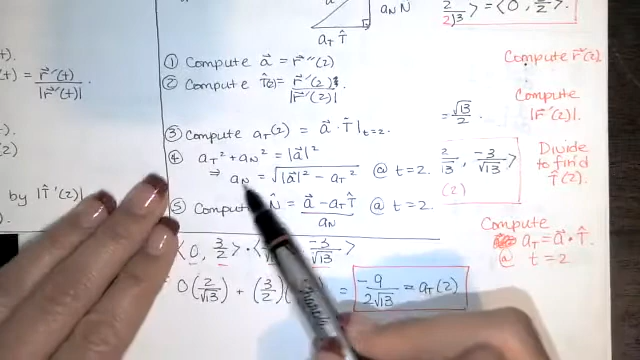 a_N N
a_T T̂
2√13⟩ = ⟨0, 3/2⟩.
① Compute a⃗ = r⃗″(2)
Compute r⃗′(2)
(t) = r⃗′(t) / |r⃗′(t)|.
② Compute T̂(2) = r⃗′(2) / |r⃗′(2)|.
Compute |r⃗′(2)|.
= √13 / 2.
③ Compute a_T(2) = a⃗ · T̂ |_{t=2}.
④ a_T² + a_N² = |a⃗|²
Divide to find T̂(2)
⇒ a_N = √(|a⃗|² − a_T²) @ t=2.
-3/√13⟩
by |T⃗′(2)|
(2)
⑤ Compute N̂ = (a⃗ − a_T T̂) / a_N @ t=2.
Compute
a_T = a⃗ · T̂.
@ t=2
⟨0, 3/2⟩ · ⟨ -3/√13⟩
0(2/√13) + (3/2)( = -9 / 2√13 = a_T(2)